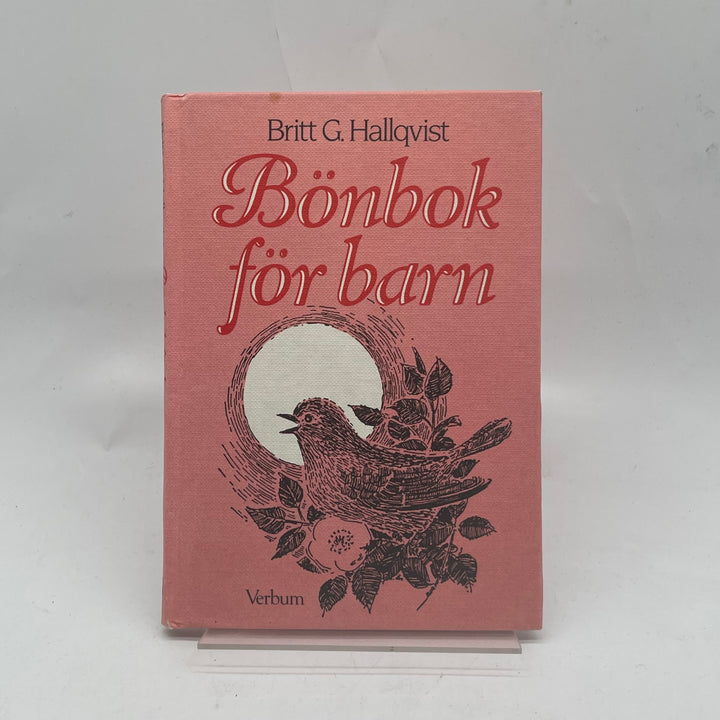 Britt G. Hallqvist
Bönbok
för barn
Verbum